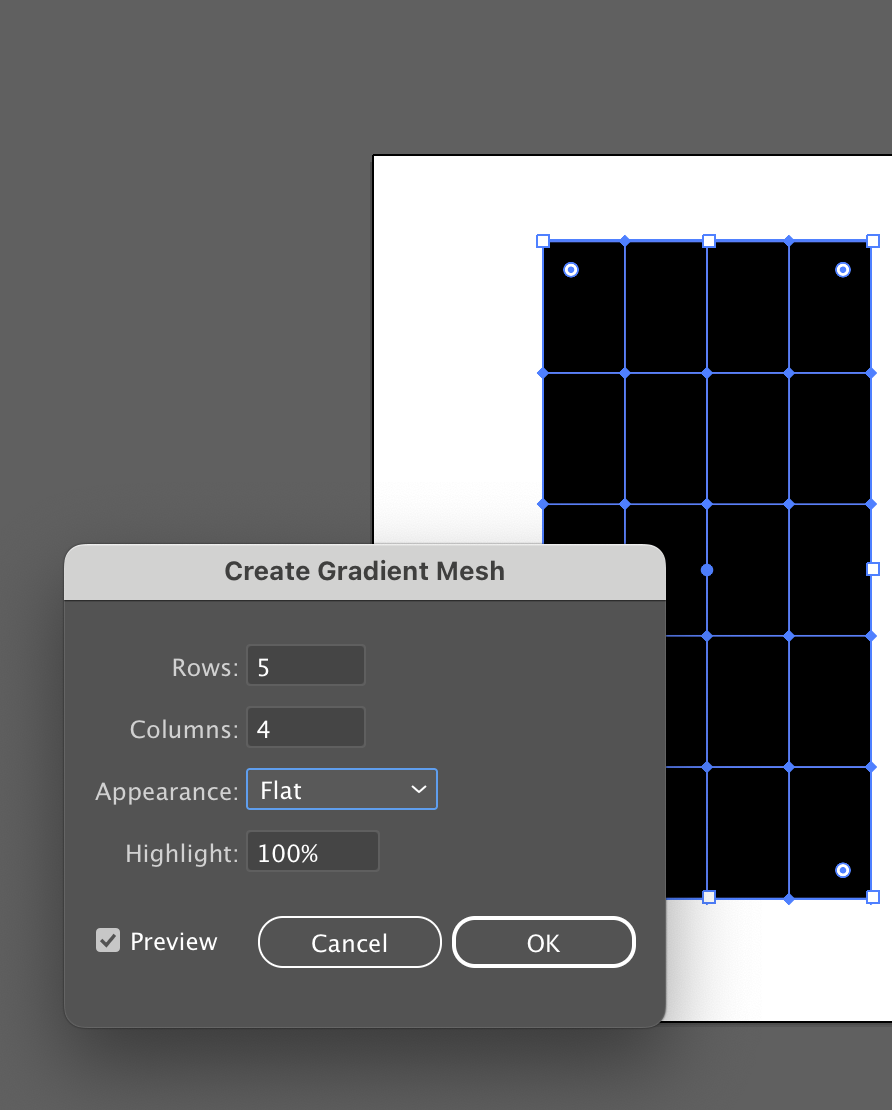 Create Gradient Mesh
Rows: 5
Columns: 4
Appearance: Flat
Highlight: 100%
Preview Cancel OK